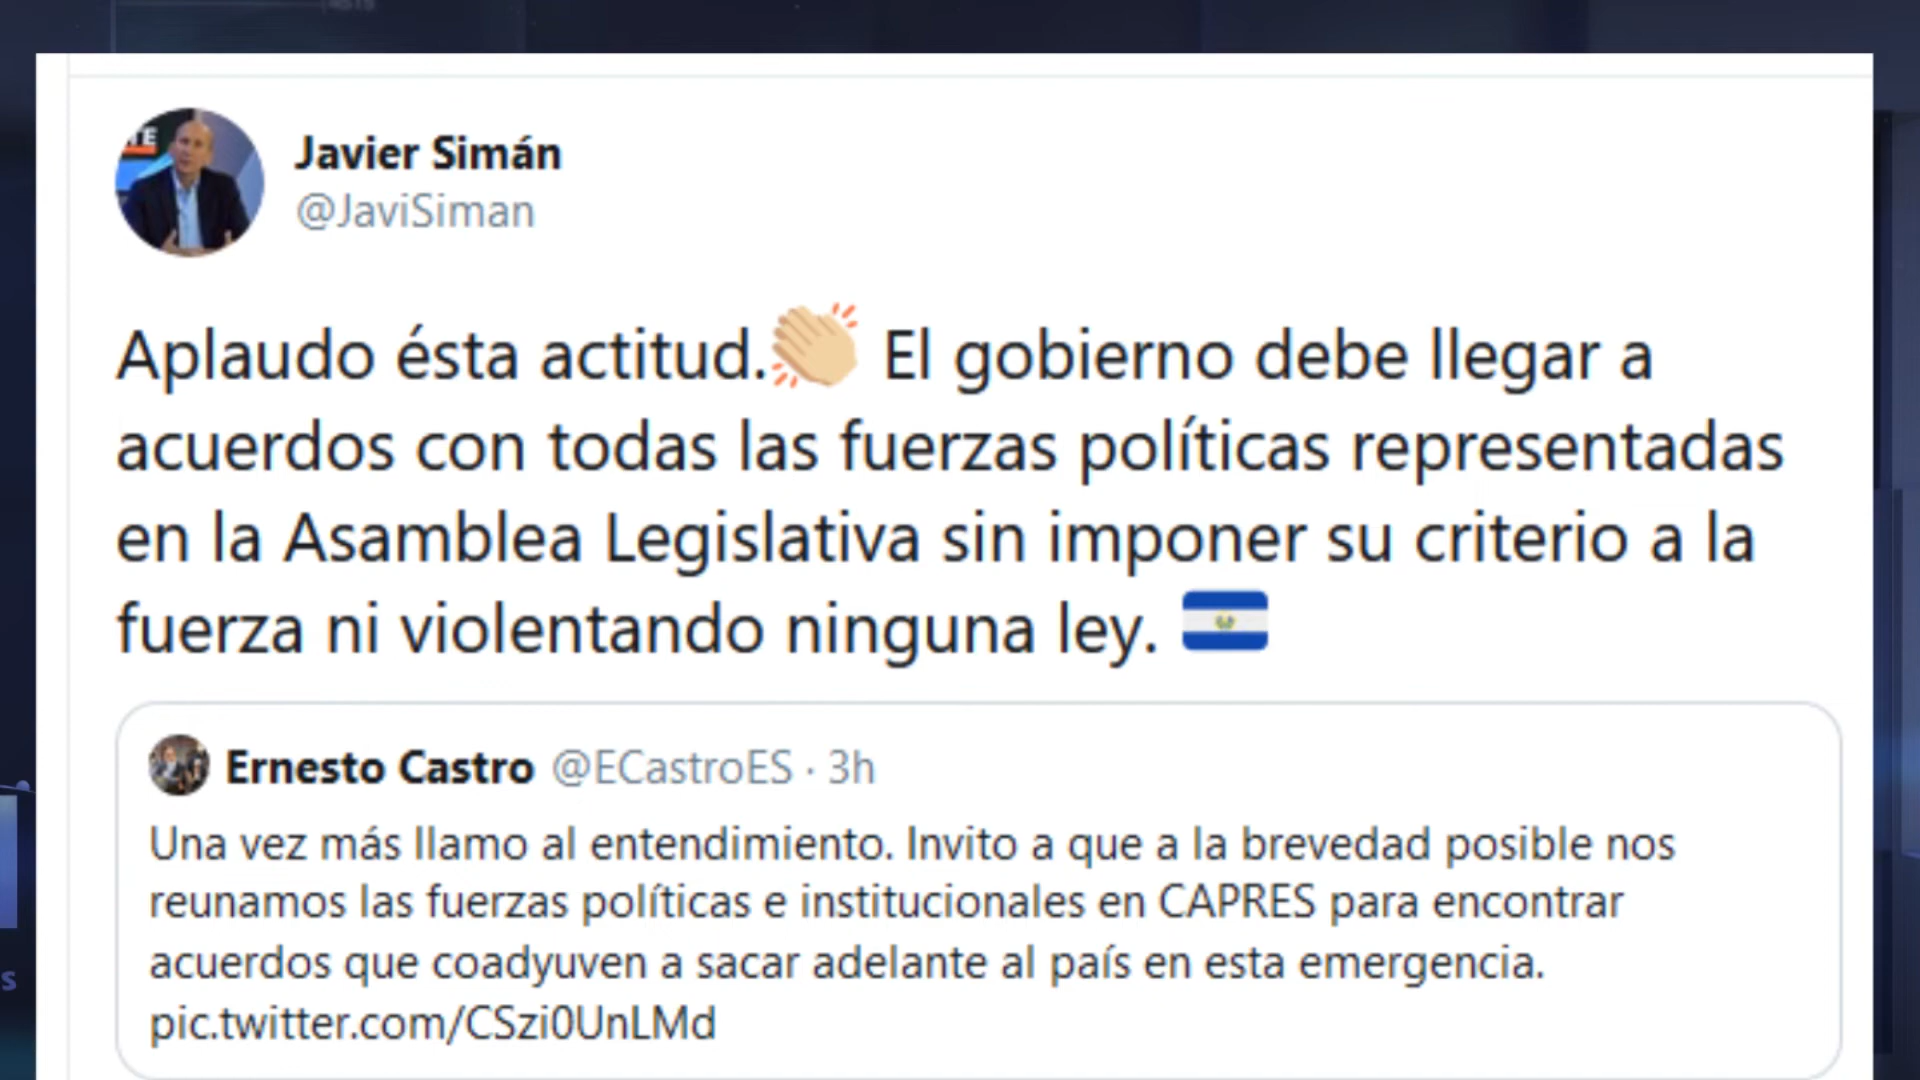 Javier Simán
@JaviSiman
Aplaudo ésta actitud.👏🏼 El gobierno debe llegar a
acuerdos con todas las fuerzas políticas representadas
en la Asamblea Legislativa sin imponer su criterio a la
fuerza ni violentando ninguna ley. 🇸🇻
Ernesto Castro @ECastroES · 3h
Una vez más llamo al entendimiento. Invito a que a la brevedad posible nos
reunamos las fuerzas políticas e institucionales en CAPRES para encontrar
acuerdos que coadyuven a sacar adelante al país en esta emergencia.
pic.twitter.com/CSzi0UnLMd